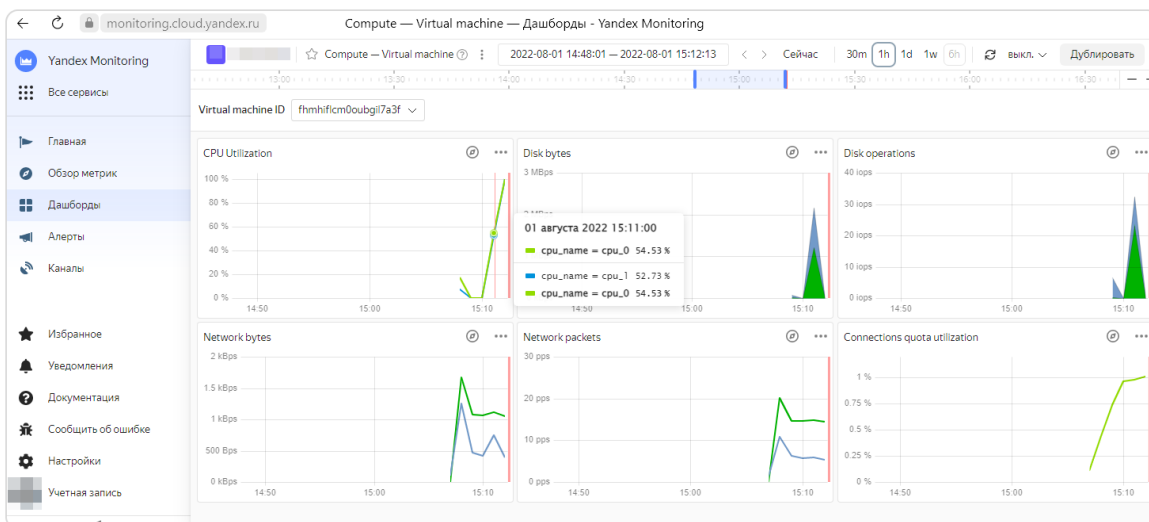 monitoring.cloud.yandex.ru Compute — Virtual machine — Дашборды - Yandex Monitoring
Yandex Monitoring
Compute — Virtual machine
2022-08-01 14:48:01 — 2022-08-01 15:12:13
Сейчас
30m 1h 1d 1w 6h
выкл.
Дублировать
13:00 13:30 14:00 14:30 15:00 15:30 16:00 16:30
Все сервисы
Virtual machine ID fhmhiflcm0oubgil7a3f
Главная
Обзор метрик
Дашборды
Алерты
Каналы
Избранное
Уведомления
Документация
Сообщить об ошибке
Настройки
Учетная запись
CPU Utilization
100 %
80 %
60 %
40 %
20 %
0 %
14:50 15:00 15:10
Disk bytes
3 MBps
01 августа 2022 15:11:00
cpu_name = cpu_0 54.53 %
cpu_name = cpu_1 52.73 %
cpu_name = cpu_0 54.53 %
14:50 15:00 15:10
Disk operations
40 iops
30 iops
20 iops
10 iops
0 iops
14:50 15:00 15:10
Network bytes
2 kBps
1.5 kBps
1 kBps
500 Bps
0 kBps
14:50 15:00 15:10
Network packets
30 pps
20 pps
10 pps
0 pps
14:50 15:00 15:10
Connections quota utilization
1 %
0.75 %
0.5 %
0.25 %
0 %
14:50 15:00 15:10